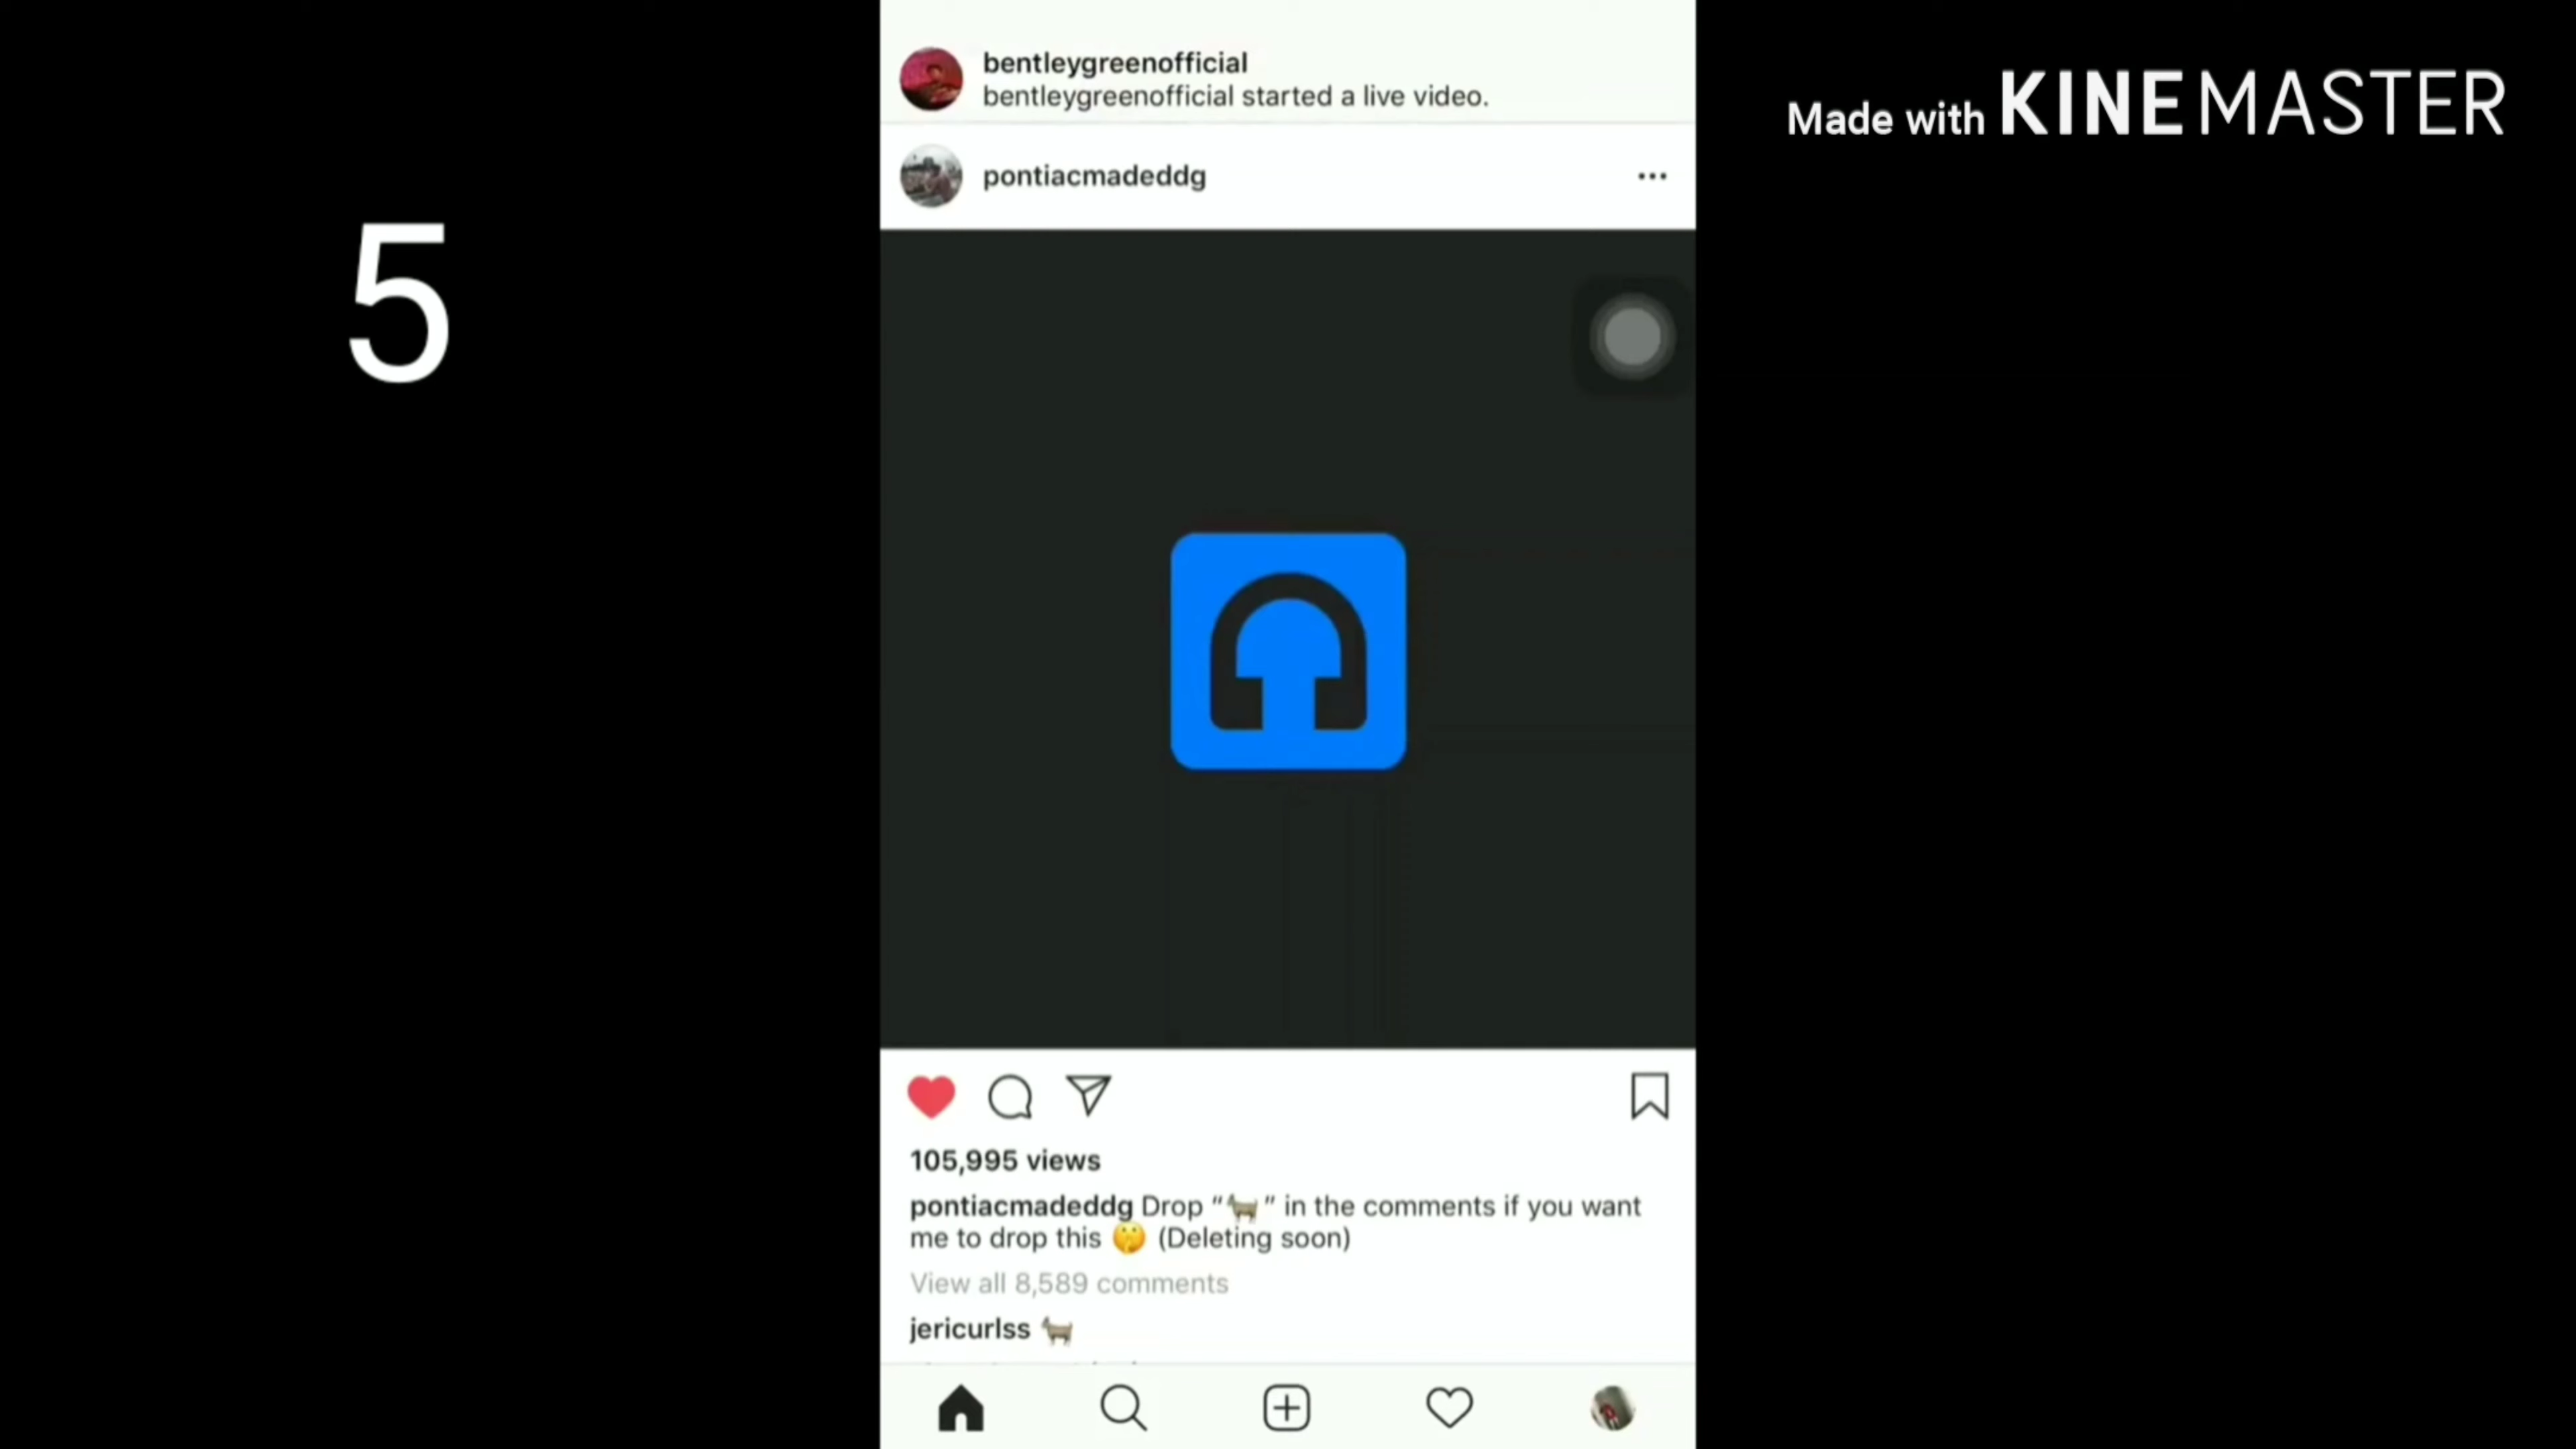 5
bentleygreenofficial
bentleygreenofficial started a live video.
Made with KINEMASTER
pontiacmadeddg
105,995 views
pontiacmadeddg Drop "🐐" in the comments if you want
me to drop this 🤫 (Deleting soon)
View all 8,589 comments
jericurlss 🐐